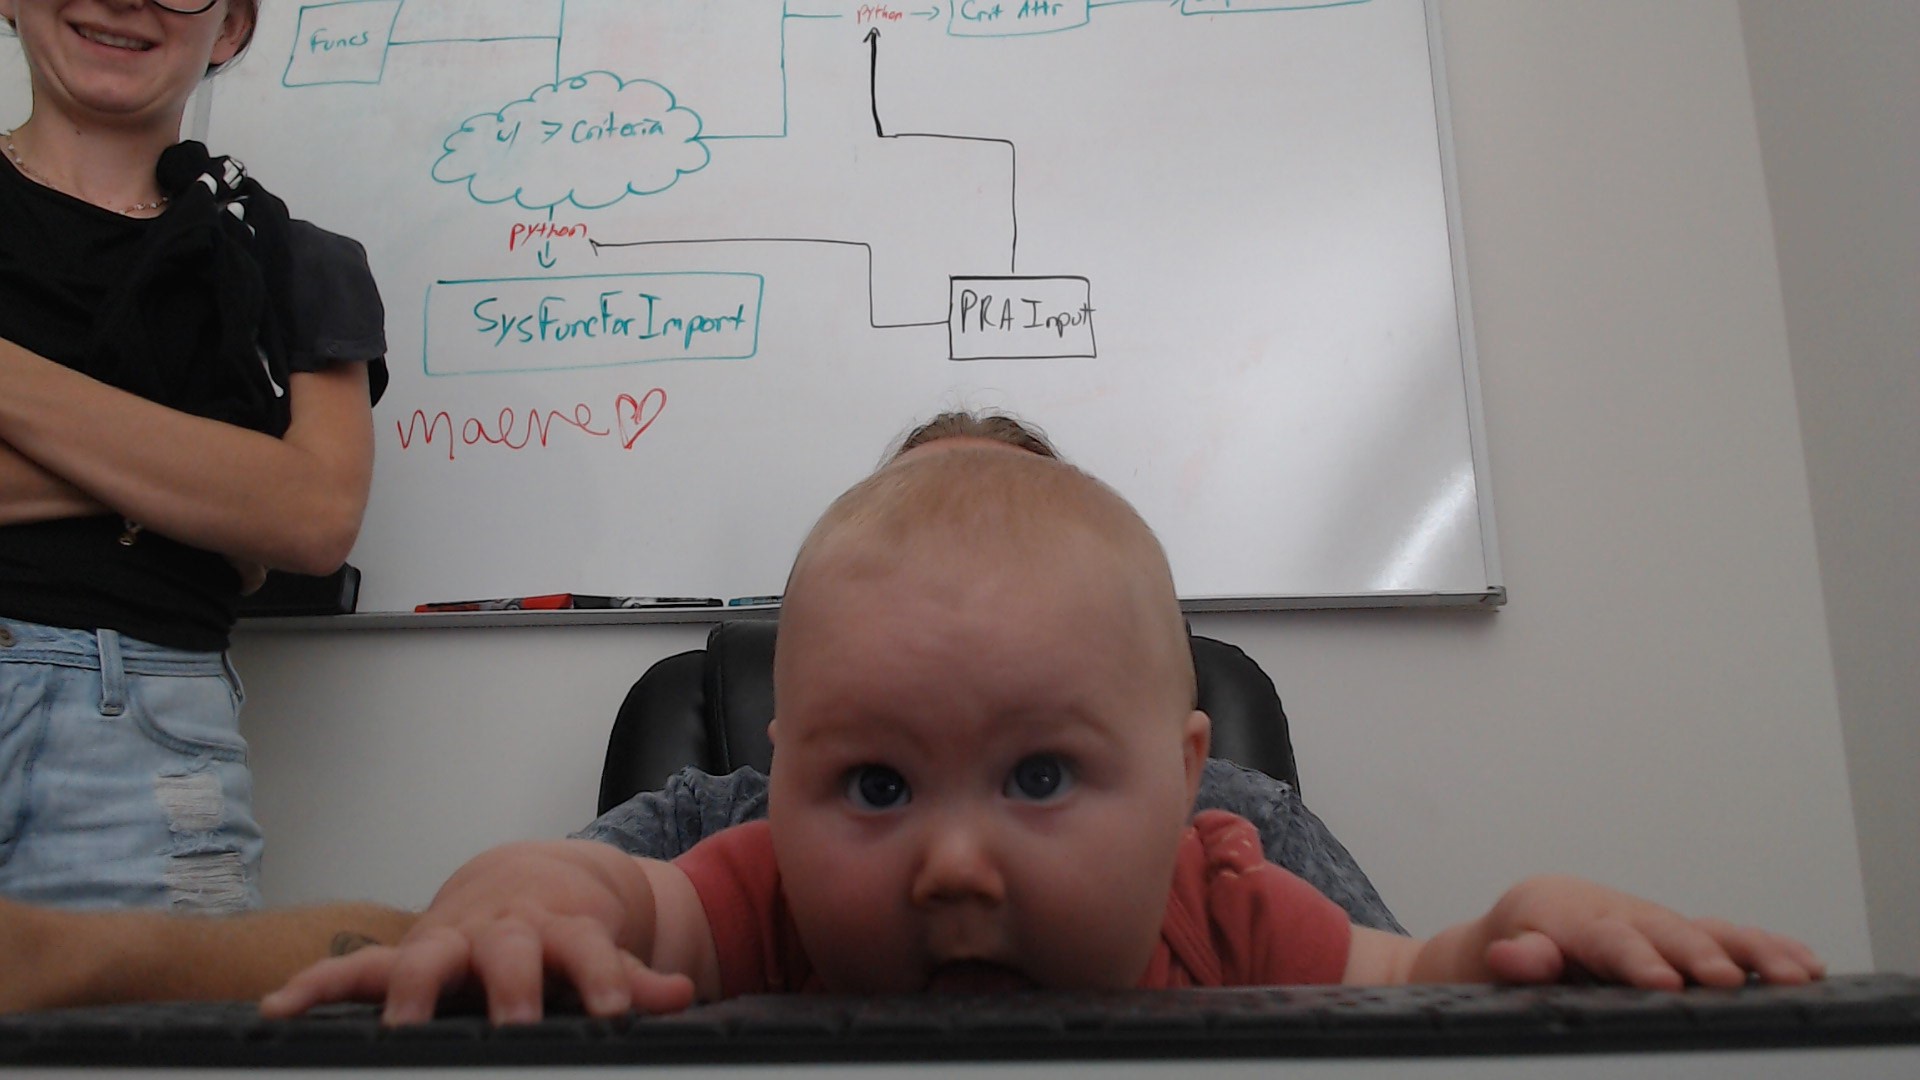 python → Crit Attr
Funcs
w/ > Criteria
python
SysFuncForImport
PRA Input
maeve♡